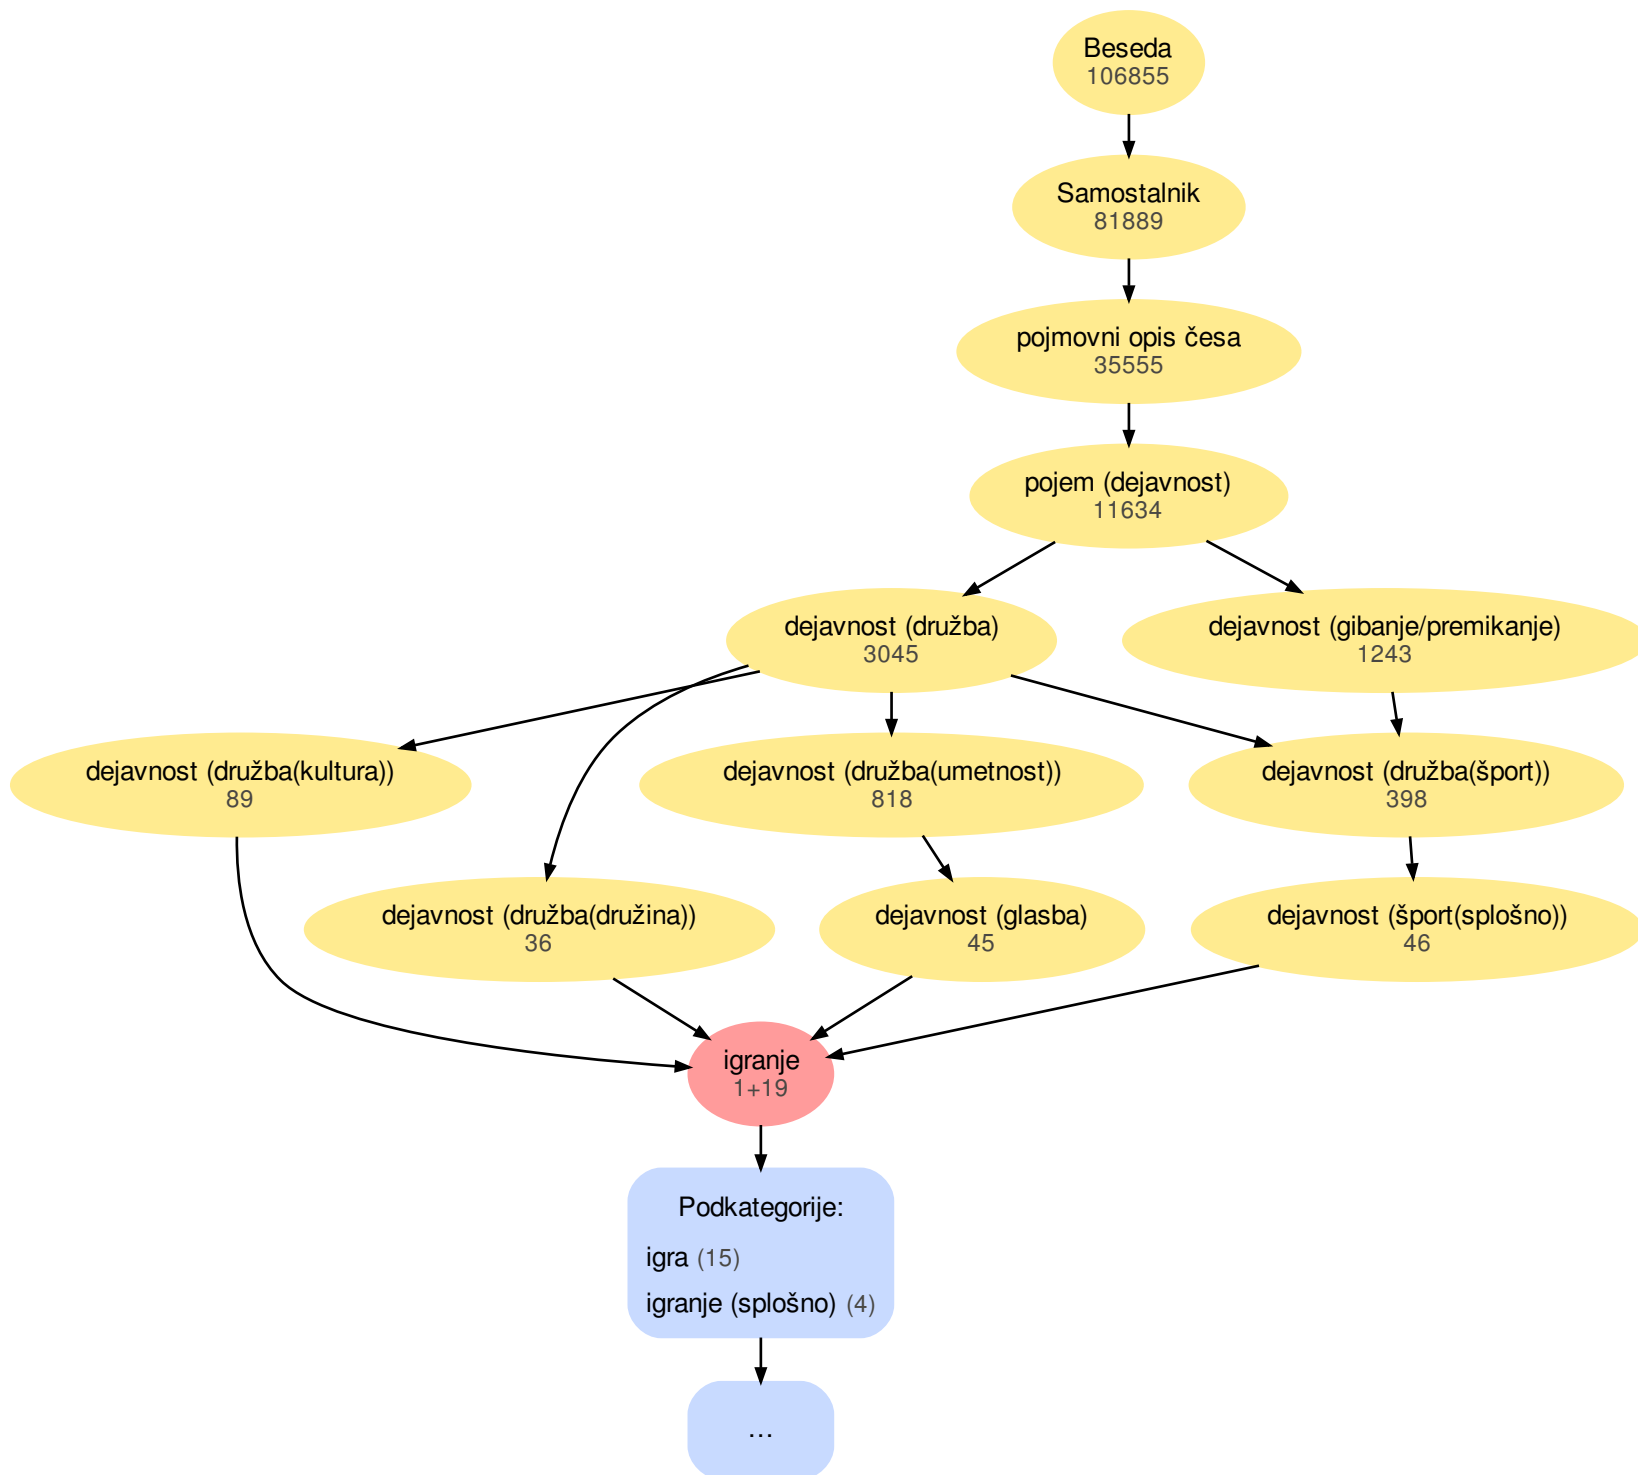 Beseda
106855
Samostalnik
81889
pojmovni opis česa
35555
pojem (dejavnost)
11634
dejavnost (družba)
3045
dejavnost (gibanje/premikanje)
1243
dejavnost (družba(kultura))
89
dejavnost (družba(umetnost))
818
dejavnost (družba(šport))
398
dejavnost (družba(družina))
36
dejavnost (glasba)
45
dejavnost (šport(splošno))
46
igranje
1+19
Podkategorije:
igra (15)
igranje (splošno) (4)
…